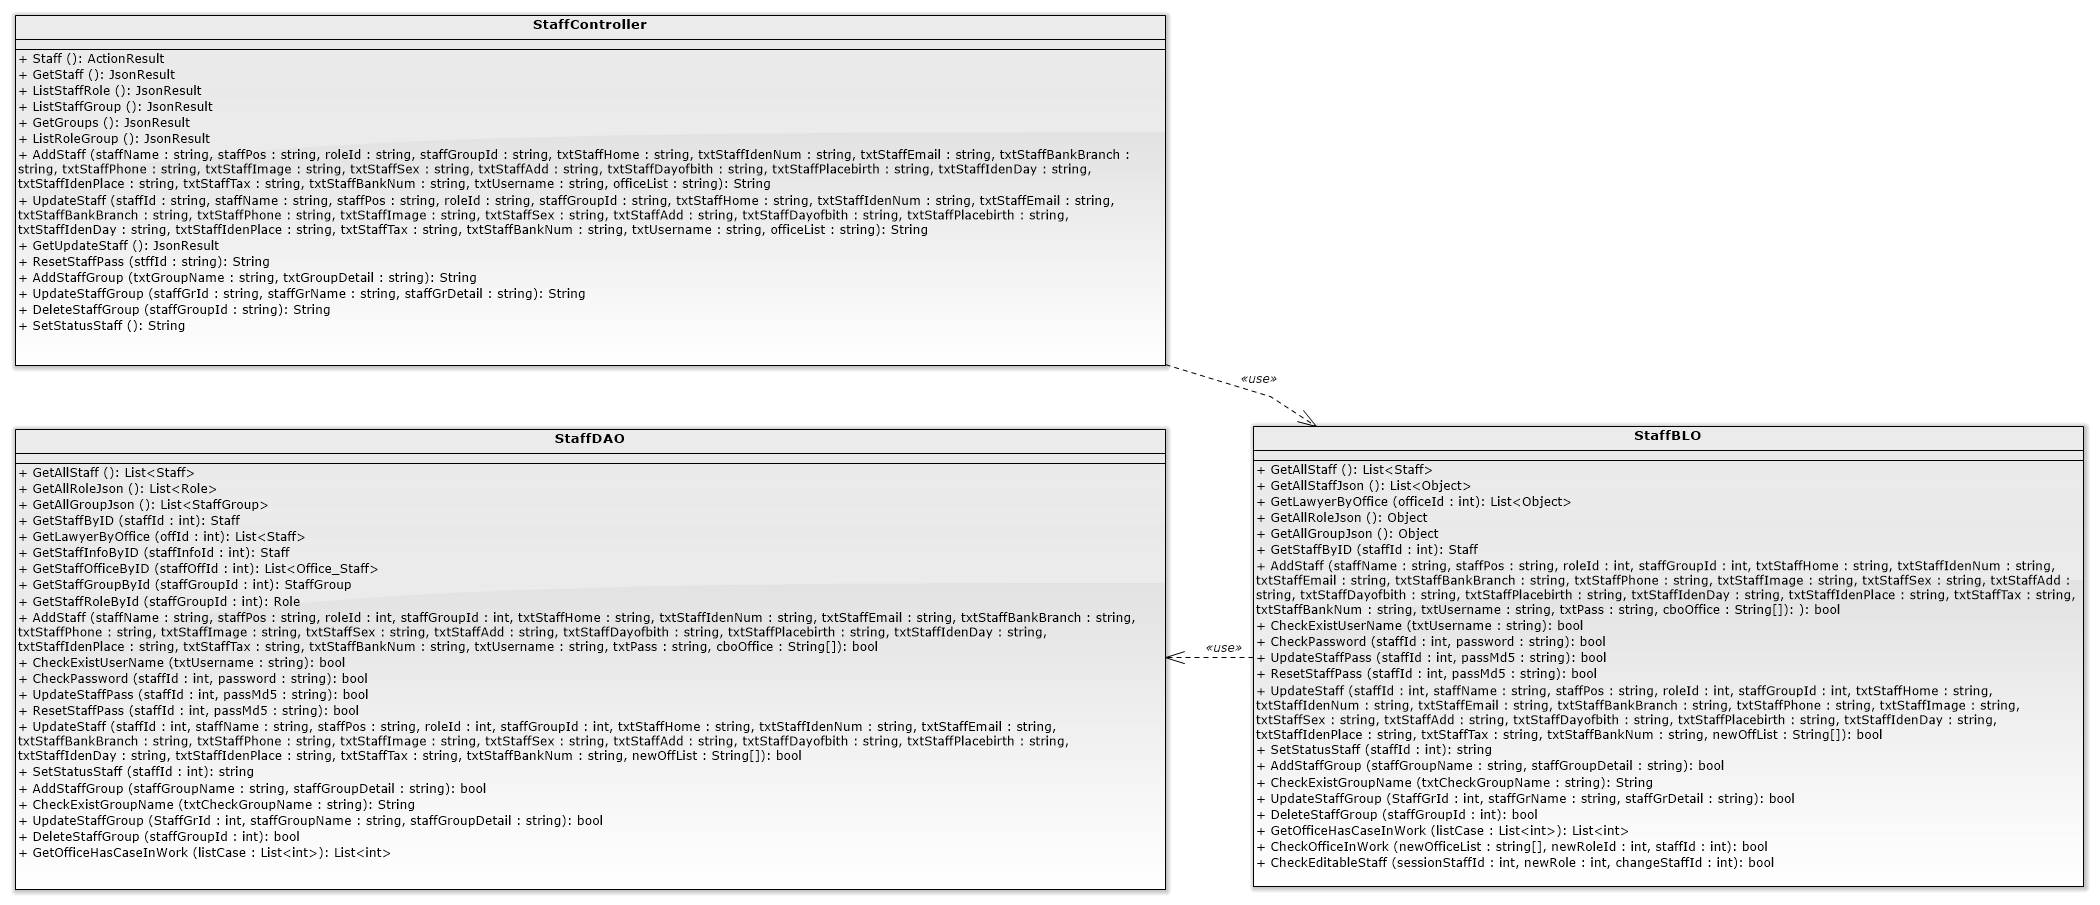 StaffController
+ Staff (): ActionResult
+ GetStaff (): JsonResult
+ ListStaffRole (): JsonResult
+ ListStaffGroup (): JsonResult
+ GetGroups (): JsonResult
+ ListRoleGroup (): JsonResult
+ AddStaff (staffName : string, staffPos : string, roleId : string, staffGroupId : string, txtStaffHome : string, txtStaffIdenNum : string, txtStaffEmail : string, txtStaffBankBranch :
string, txtStaffPhone : string, txtStaffImage : string, txtStaffSex : string, txtStaffAdd : string, txtStaffDayofbith : string, txtStaffPlacebirth : string, txtStaffIdenDay : string,
txtStaffIdenPlace : string, txtStaffTax : string, txtStaffBankNum : string, txtUsername : string, officeList : string): String
+ UpdateStaff (staffId : string, staffName : string, staffPos : string, roleId : string, staffGroupId : string, txtStaffHome : string, txtStaffIdenNum : string, txtStaffEmail : string,
txtStaffBankBranch : string, txtStaffPhone : string, txtStaffImage : string, txtStaffSex : string, txtStaffAdd : string, txtStaffDayofbith : string, txtStaffPlacebirth : string,
txtStaffIdenDay : string, txtStaffIdenPlace : string, txtStaffTax : string, txtStaffBankNum : string, txtUsername : string, officeList : string): String
+ GetUpdateStaff (): JsonResult
+ ResetStaffPass (stffId : string): String
+ AddStaffGroup (txtGroupName : string, txtGroupDetail : string): String
+ UpdateStaffGroup (staffGrId : string, staffGrName : string, staffGrDetail : string): String
+ DeleteStaffGroup (staffGroupId : string): String
+ SetStatusStaff (): String
«use»
StaffDAO
+ GetAllStaff (): List<Staff>
+ GetAllRoleJson (): List<Role>
+ GetAllGroupJson (): List<StaffGroup>
+ GetStaffByID (staffId : int): Staff
+ GetLawyerByOffice (offId : int): List<Staff>
+ GetStaffInfoByID (staffInfoId : int): Staff
+ GetStaffOfficeByID (staffOffId : int): List<Office_Staff>
+ GetStaffGroupById (staffGroupId : int): StaffGroup
+ GetStaffRoleById (staffGroupId : int): Role
+ AddStaff (staffName : string, staffPos : string, roleId : int, staffGroupId : int, txtStaffHome : string, txtStaffIdenNum : string, txtStaffEmail : string, txtStaffBankBranch : string,
txtStaffPhone : string, txtStaffImage : string, txtStaffSex : string, txtStaffAdd : string, txtStaffDayofbith : string, txtStaffPlacebirth : string, txtStaffIdenDay : string,
txtStaffIdenPlace : string, txtStaffTax : string, txtStaffBankNum : string, txtUsername : string, txtPass : string, cboOffice : String[]): bool
+ CheckExistUserName (txtUsername : string): bool
+ CheckPassword (staffId : int, password : string): bool
+ UpdateStaffPass (staffId : int, passMd5 : string): bool
+ ResetStaffPass (staffId : int, passMd5 : string): bool
+ UpdateStaff (staffId : int, staffName : string, staffPos : string, roleId : int, staffGroupId : int, txtStaffHome : string, txtStaffIdenNum : string, txtStaffEmail : string,
txtStaffBankBranch : string, txtStaffPhone : string, txtStaffImage : string, txtStaffSex : string, txtStaffAdd : string, txtStaffDayofbith : string, txtStaffPlacebirth : string,
txtStaffIdenDay : string, txtStaffIdenPlace : string, txtStaffTax : string, txtStaffBankNum : string, newOffList : String[]): bool
+ SetStatusStaff (staffId : int): string
+ AddStaffGroup (staffGroupName : string, staffGroupDetail : string): bool
+ CheckExistGroupName (txtCheckGroupName : string): String
+ UpdateStaffGroup (StaffGrId : int, staffGroupName : string, staffGroupDetail : string): bool
+ DeleteStaffGroup (staffGroupId : int): bool
+ GetOfficeHasCaseInWork (listCase : List<int>): List<int>
«use»
StaffBLO
+ GetAllStaff (): List<Staff>
+ GetAllStaffJson (): List<Object>
+ GetLawyerByOffice (officeId : int): List<Object>
+ GetAllRoleJson (): Object
+ GetAllGroupJson (): Object
+ GetStaffByID (staffId : int): Staff
+ AddStaff (staffName : string, staffPos : string, roleId : int, staffGroupId : int, txtStaffHome : string, txtStaffIdenNum : string,
txtStaffEmail : string, txtStaffBankBranch : string, txtStaffPhone : string, txtStaffImage : string, txtStaffSex : string, txtStaffAdd :
string, txtStaffDayofbith : string, txtStaffPlacebirth : string, txtStaffIdenDay : string, txtStaffIdenPlace : string, txtStaffTax : string,
txtStaffBankNum : string, txtUsername : string, txtPass : string, cboOffice : String[]): ): bool
+ CheckExistUserName (txtUsername : string): bool
+ CheckPassword (staffId : int, password : string): bool
+ UpdateStaffPass (staffId : int, passMd5 : string): bool
+ ResetStaffPass (staffId : int, passMd5 : string): bool
+ UpdateStaff (staffId : int, staffName : string, staffPos : string, roleId : int, staffGroupId : int, txtStaffHome : string,
txtStaffIdenNum : string, txtStaffEmail : string, txtStaffBankBranch : string, txtStaffPhone : string, txtStaffImage : string,
txtStaffSex : string, txtStaffAdd : string, txtStaffDayofbith : string, txtStaffPlacebirth : string, txtStaffIdenDay : string,
txtStaffIdenPlace : string, txtStaffTax : string, txtStaffBankNum : string, newOffList : String[]): bool
+ SetStatusStaff (staffId : int): string
+ AddStaffGroup (staffGroupName : string, staffGroupDetail : string): bool
+ CheckExistGroupName (txtCheckGroupName : string): String
+ UpdateStaffGroup (StaffGrId : int, staffGrName : string, staffGrDetail : string): bool
+ DeleteStaffGroup (staffGroupId : int): bool
+ GetOfficeHasCaseInWork (listCase : List<int>): List<int>
+ CheckOfficeInWork (newOfficeList : string[], newRoleId : int, staffId : int): bool
+ CheckEditableStaff (sessionStaffId : int, newRole : int, changeStaffId : int): bool